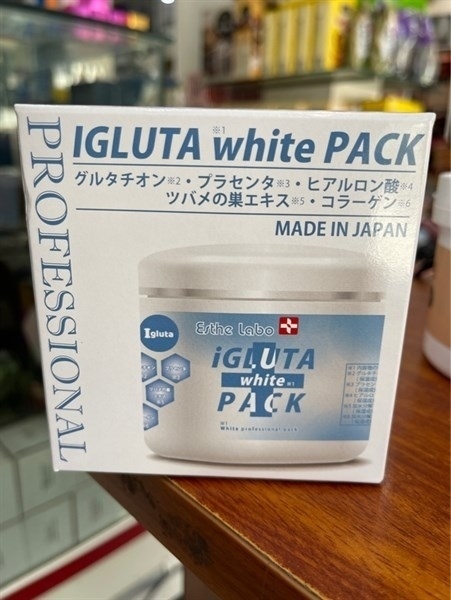 PROFESSIONAL
IGLUTA※1 white PACK
グルタチオン※2・プラセンタ※3・ヒアルロン酸※4
ツバメの巣エキス※5・コラーゲン※6
MADE IN JAPAN
Esthe Labo
Igluta
iGLUTA
white※1
PACK
※1
White professional pack